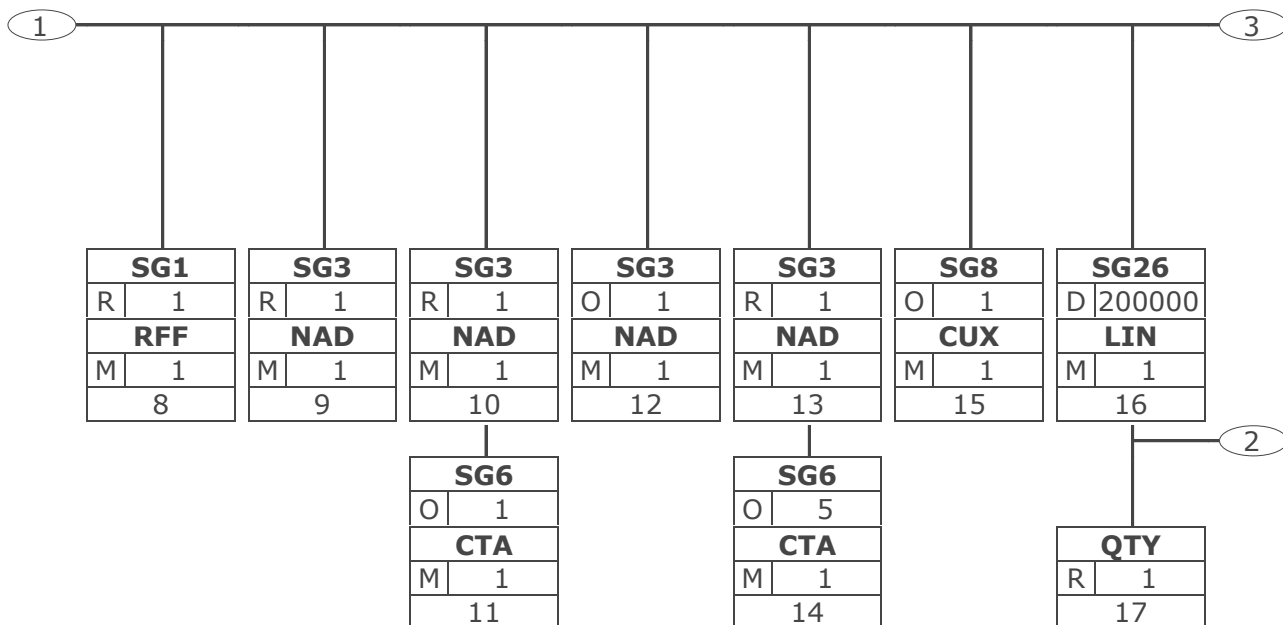 1 3
SG1 SG3 SG3 SG3 SG3 SG8 SG26
R 1 R 1 R 1 O 1 R 1 O 1 D 200000
RFF NAD NAD NAD NAD CUX LIN
M 1 M 1 M 1 M 1 M 1 M 1 M 1
8 9 10 12 13 15 16
2
SG6 SG6
O 1 O 5
CTA CTA QTY
M 1 M 1 R 1
11 14 17